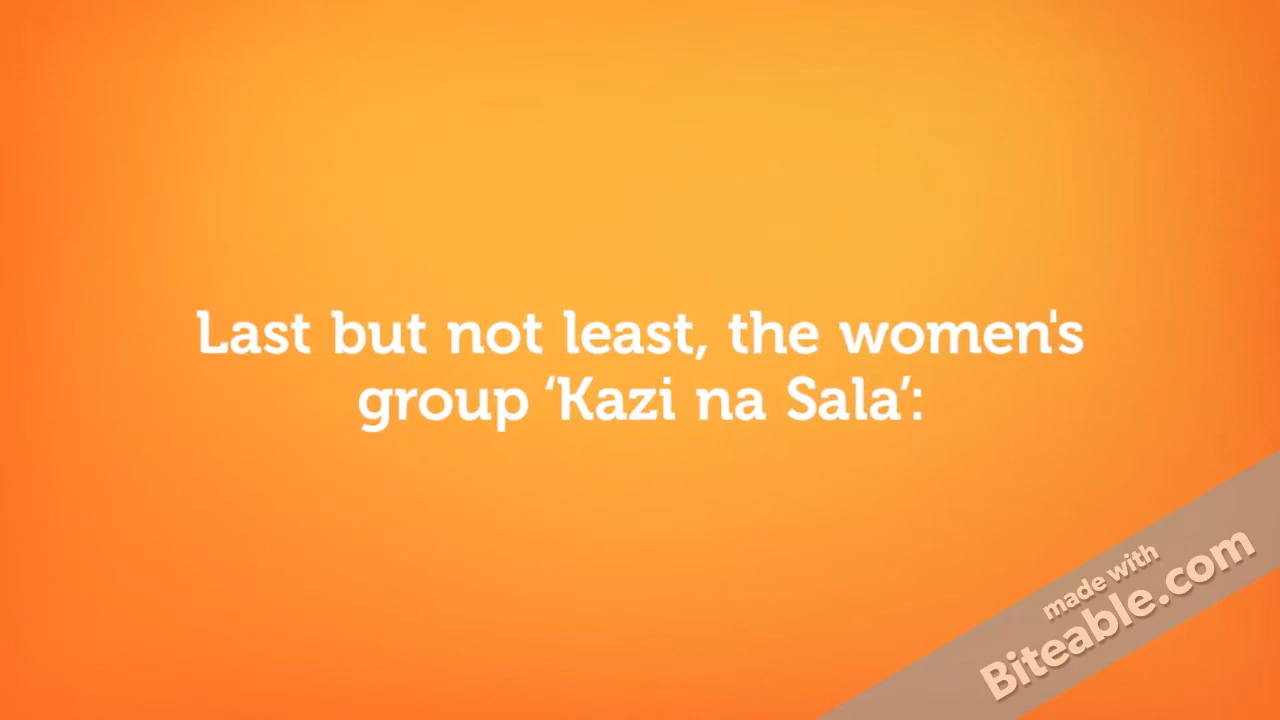 Last but not least, the women's
group ‘Kazi na Sala’:
made with
Biteable.com